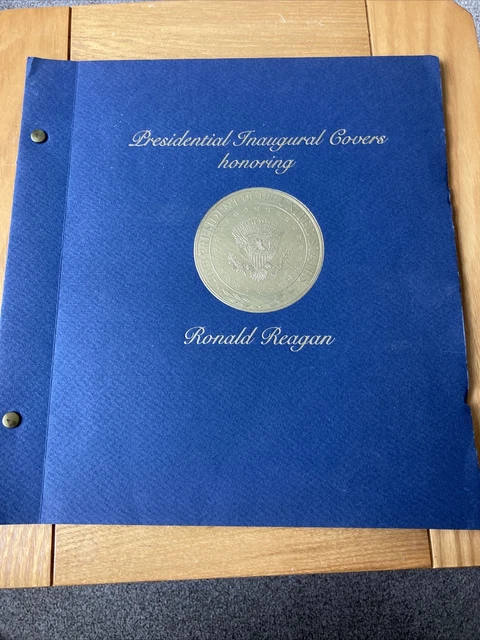 Presidential Inaugural Covers
honoring
Ronald Reagan